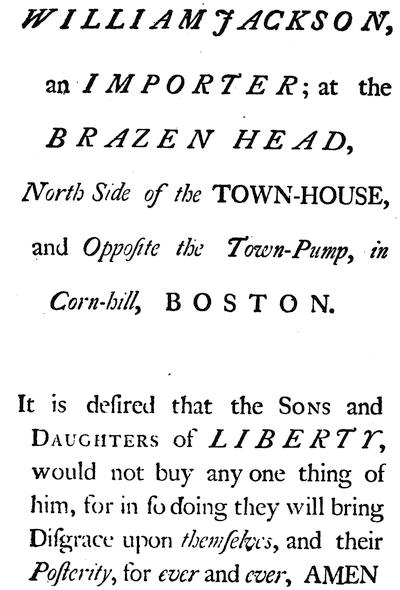 WILLIAM JACKSON,
an IMPORTER; at the
BRAZEN HEAD,
North Side of the TOWN-HOUSE,
and Oppoſite the Town-Pump, in
Corn-hill, BOSTON.
It is deſired that the SONS and
DAUGHTERS of LIBERTY,
would not buy any one thing of
him, for in ſo doing they will bring
Diſgrace upon themſelves, and their
Poſterity, for ever and ever, AMEN